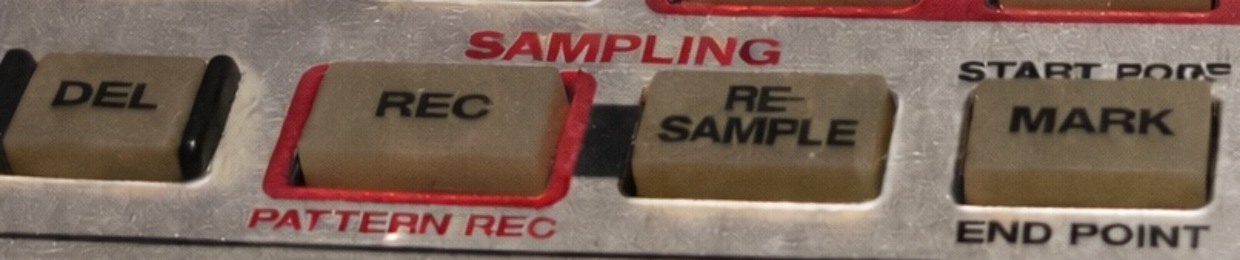 SAMPLING
START
DEL
REC
RE-
SAMPLE
MARK
PATTERN REC
END POINT